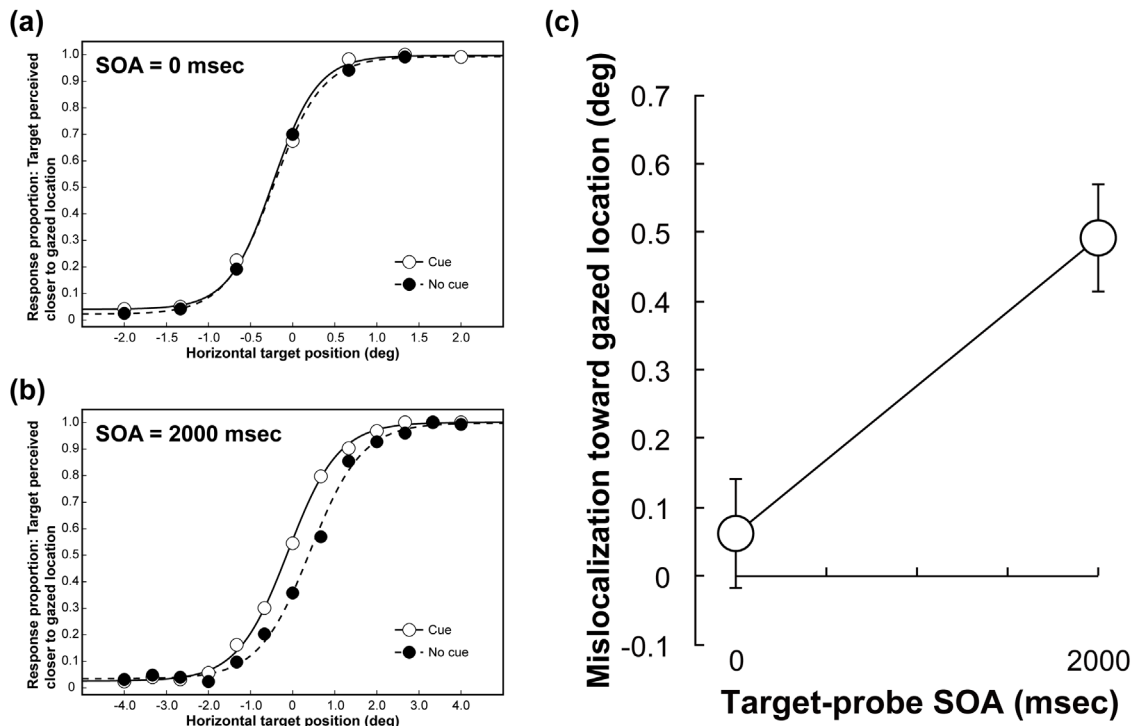 (a)
SOA = 0 msec
Response proportion: Target perceived
closer to gazed location
1.0
0.9
0.8
0.7
0.6
0.5
0.4
0.3
0.2
0.1
0
Cue
No cue
-2.0 -1.5 -1.0 -0.5 0 0.5 1.0 1.5 2.0
Horizontal target position (deg)
(b)
SOA = 2000 msec
Response proportion: Target perceived
closer to gazed location
1.0
0.9
0.8
0.7
0.6
0.5
0.4
0.3
0.2
0.1
0
Cue
No cue
-4.0 -3.0 -2.0 -1.0 0 1.0 2.0 3.0 4.0
Horizontal target position (deg)
(c)
Mislocalization toward gazed location (deg)
0.7
0.6
0.5
0.4
0.3
0.2
0.1
0
-0.1
0 2000
Target-probe SOA (msec)